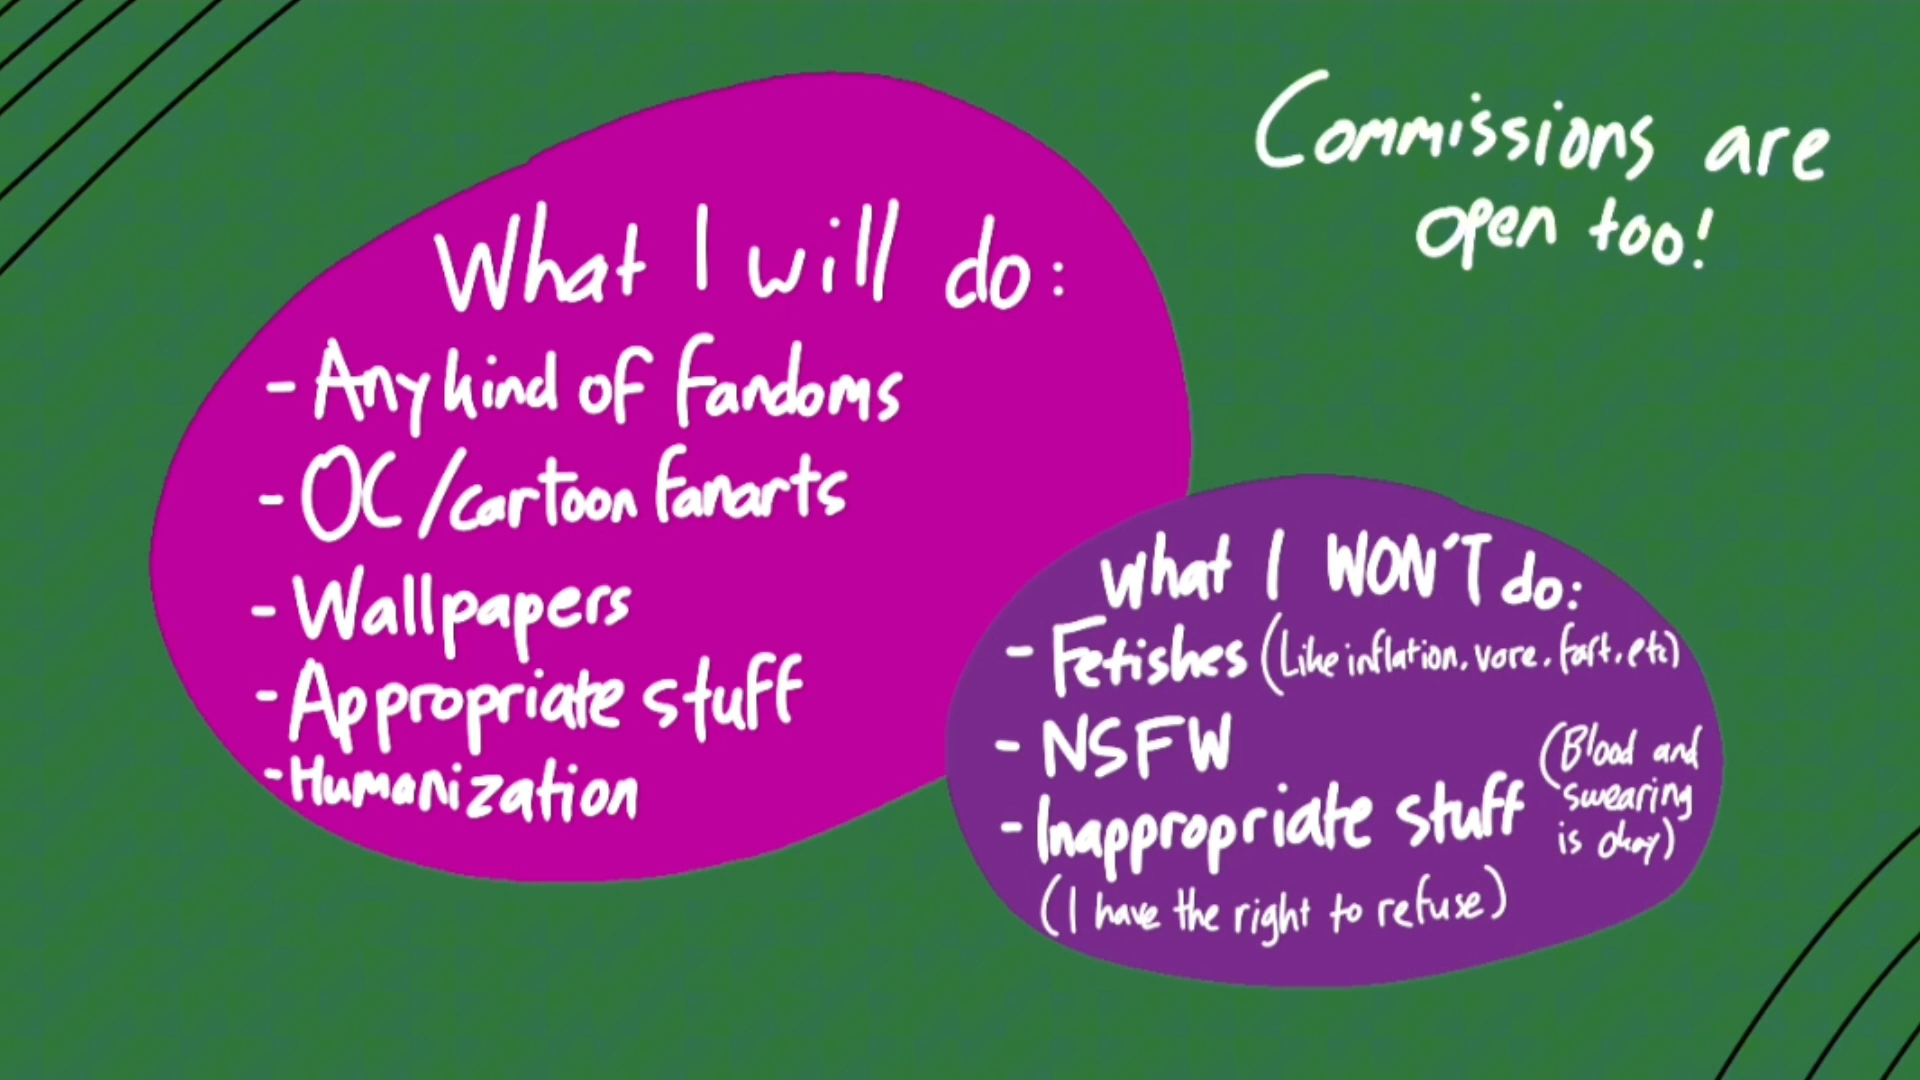 Commissions are
open too!
What I will do:
- Any kind of fandoms
- OC/cartoon fanarts
- Wallpapers
- Appropriate stuff
- Humanization
What I WON'T do:
- Fetishes (Like inflation, vore, fart, etc)
- NSFW
- Inappropriate stuff (Blood and
swearing
is okay)
(I have the right to refuse)